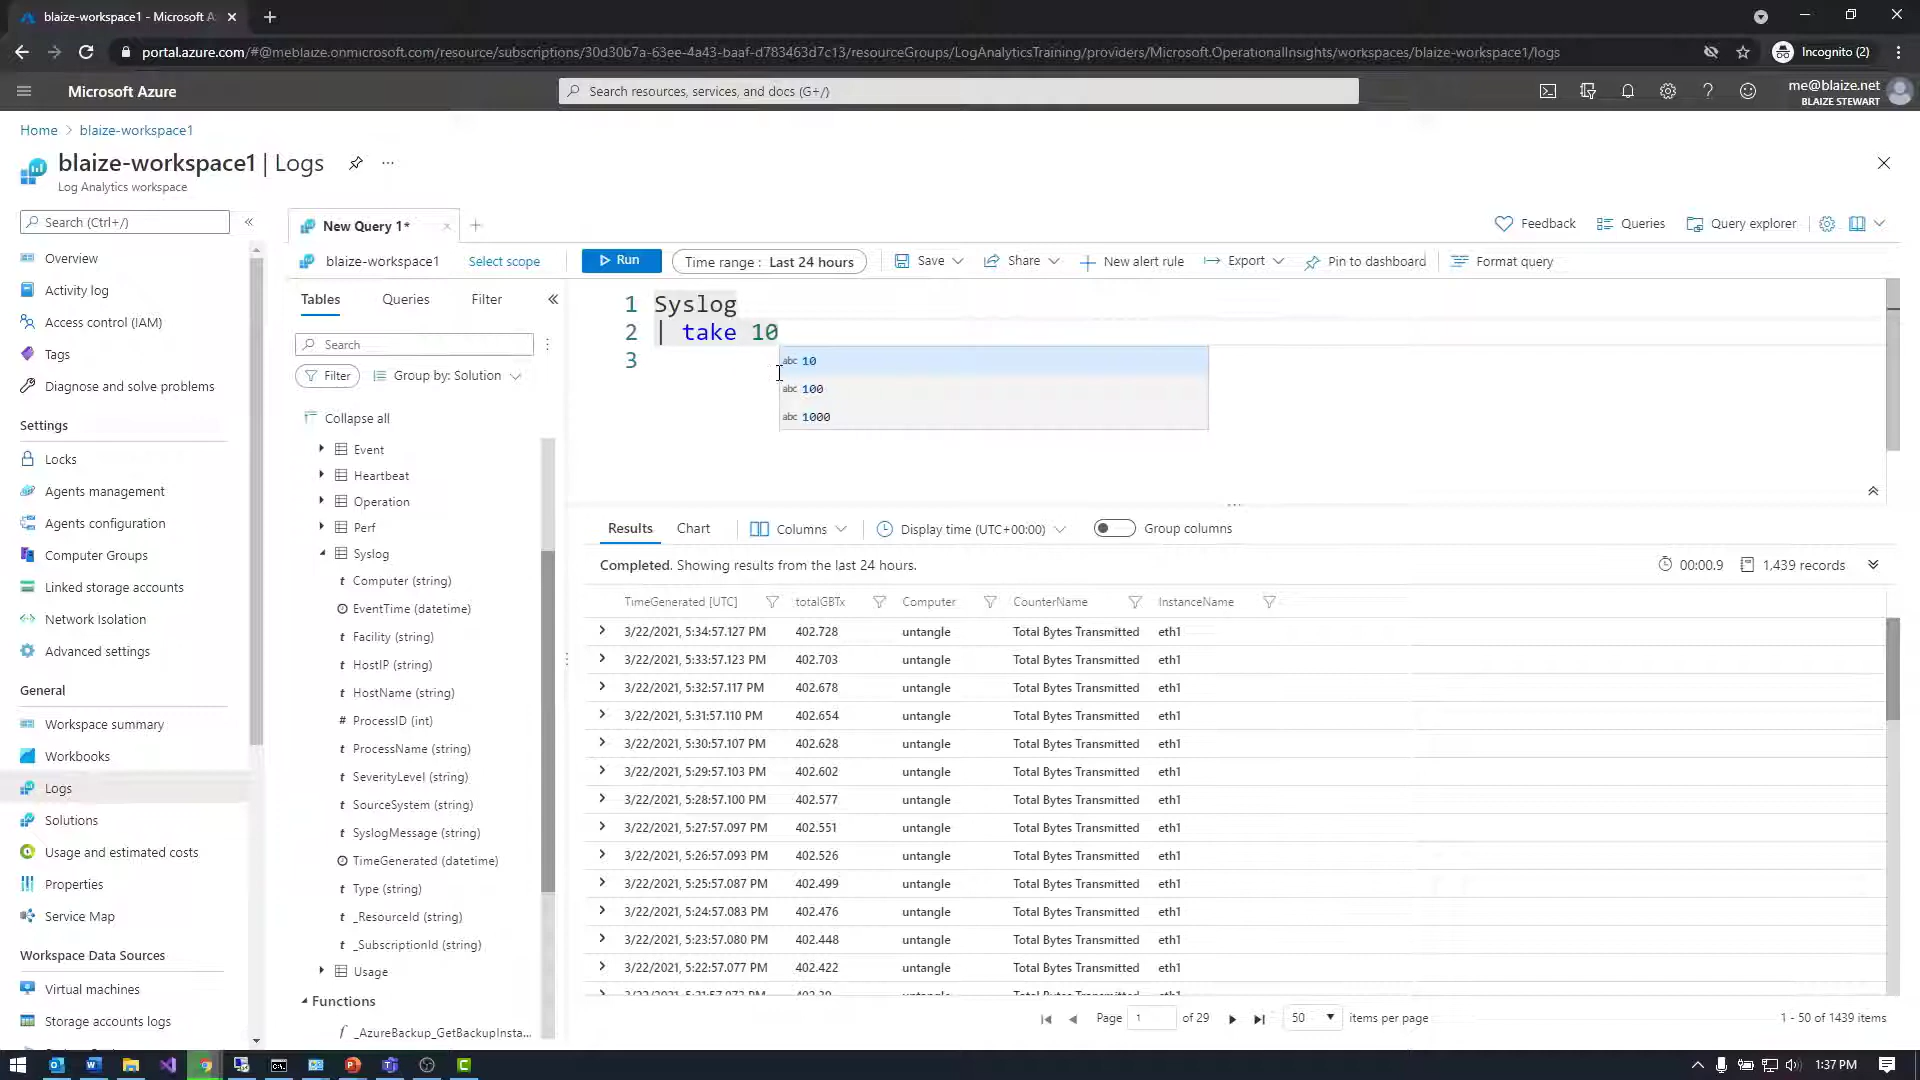 blaize-workspace1 - Microsoft A
portal.azure.com/#@meblaize.onmicrosoft.com/resource/subscriptions/30d30b7a-63ee-4a43-baaf-d783463d7c13/resourceGroups/LogAnalyticsTraining/providers/Microsoft.OperationalInsights/workspaces/blaize-workspace1/logs
Incognito (2)
Microsoft Azure
Search resources, services, and docs (G+/)
me@blaize.net
BLAIZE STEWART
Home > blaize-workspace1
blaize-workspace1 | Logs
Log Analytics workspace
Search (Ctrl+/)
Overview
Activity log
Access control (IAM)
Tags
Diagnose and solve problems
Settings
Locks
Agents management
Agents configuration
Computer Groups
Linked storage accounts
Network Isolation
Advanced settings
General
Workspace summary
Workbooks
Logs
Solutions
Usage and estimated costs
Properties
Service Map
Workspace Data Sources
Virtual machines
Storage accounts logs
New Query 1*
Feedback
Queries
Query explorer
blaize-workspace1
Select scope
Run
Time range : Last 24 hours
Save
Share
New alert rule
Export
Pin to dashboard
Format query
Tables
Queries
Filter
Search
Filter
Group by: Solution
Collapse all
Event
Heartbeat
Operation
Perf
Syslog
t Computer (string)
EventTime (datetime)
t Facility (string)
t HostIP (string)
t HostName (string)
# ProcessID (int)
t ProcessName (string)
t SeverityLevel (string)
t SourceSystem (string)
t SyslogMessage (string)
TimeGenerated (datetime)
t Type (string)
t _ResourceId (string)
t _SubscriptionId (string)
Usage
Functions
f _AzureBackup_GetBackupInsta...
1 Syslog
2 | take 10
3
abc 10
abc 100
abc 1000
Results
Chart
Columns
Display time (UTC+00:00)
Group columns
Completed. Showing results from the last 24 hours.
00:00.9
1,439 records
TimeGenerated [UTC] totalGBTx Computer CounterName InstanceName
3/22/2021, 5:34:57.127 PM 402.728 untangle Total Bytes Transmitted eth1
3/22/2021, 5:33:57.123 PM 402.703 untangle Total Bytes Transmitted eth1
3/22/2021, 5:32:57.117 PM 402.678 untangle Total Bytes Transmitted eth1
3/22/2021, 5:31:57.110 PM 402.654 untangle Total Bytes Transmitted eth1
3/22/2021, 5:30:57.107 PM 402.628 untangle Total Bytes Transmitted eth1
3/22/2021, 5:29:57.103 PM 402.602 untangle Total Bytes Transmitted eth1
3/22/2021, 5:28:57.100 PM 402.577 untangle Total Bytes Transmitted eth1
3/22/2021, 5:27:57.097 PM 402.551 untangle Total Bytes Transmitted eth1
3/22/2021, 5:26:57.093 PM 402.526 untangle Total Bytes Transmitted eth1
3/22/2021, 5:25:57.087 PM 402.499 untangle Total Bytes Transmitted eth1
3/22/2021, 5:24:57.083 PM 402.476 untangle Total Bytes Transmitted eth1
3/22/2021, 5:23:57.080 PM 402.448 untangle Total Bytes Transmitted eth1
3/22/2021, 5:22:57.077 PM 402.422 untangle Total Bytes Transmitted eth1
Page 1 of 29
50 items per page
1 - 50 of 1439 items
1:37 PM